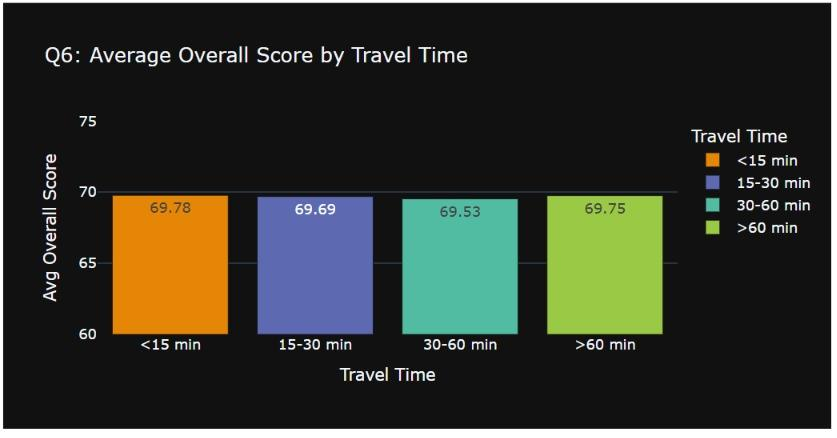 Q6: Average Overall Score by Travel Time
75
70
65
60
Avg Overall Score
69.78
69.69
69.53
69.75
<15 min
15-30 min
30-60 min
>60 min
Travel Time
Travel Time
<15 min
15-30 min
30-60 min
>60 min